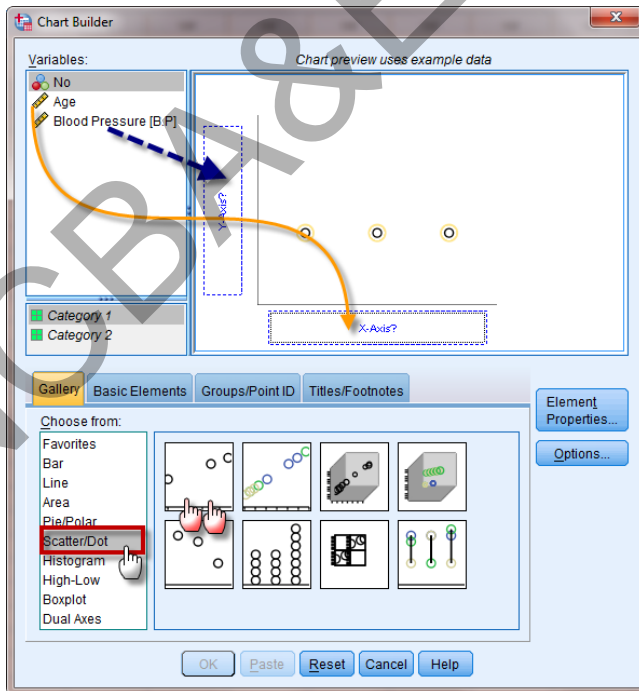 Chart Builder
Variables:
Chart preview uses example data
No
Age
Blood Pressure [B.P]
Y-Axis?
X-Axis?
Category 1
Category 2
Gallery
Basic Elements
Groups/Point ID
Titles/Footnotes
Choose from:
Favorites
Bar
Line
Area
Pie/Polar
Scatter/Dot
Histogram
High-Low
Boxplot
Dual Axes
Element
Properties...
Options...
OK
Paste
Reset
Cancel
Help
CBA&E